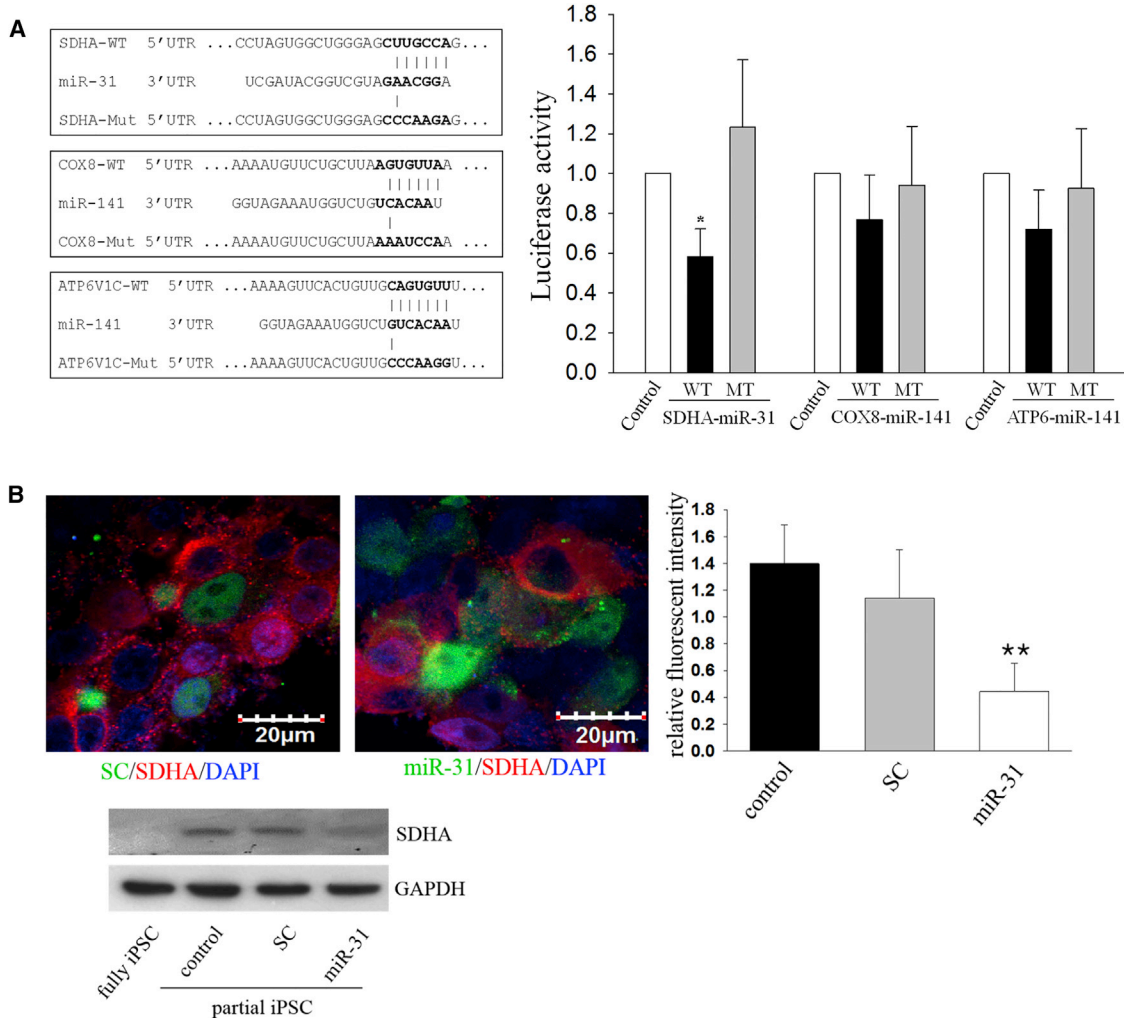 A
SDHA-WT 5'UTR ...CCUAGUGGCUGGGAGCUUGCCAG...
||||||
miR-31 3'UTR UCGAUACGGUCGUAGAACGGA
|
SDHA-Mut 5'UTR ...CCUAGUGGCUGGGAGCCCAAGAG...
COX8-WT 5'UTR ...AAAAUGUUCUGCUUAAGUGUUAA ...
||||||
miR-141 3'UTR GGUAGAAAUGGUCUGUCACAAU
|
COX8-Mut 5'UTR ...AAAAUGUUCUGCUUAAAAUCCAA ...
ATP6V1C-WT 5'UTR ...AAAAGUUCACUGUUGCAGUGUUU...
|||||||
miR-141 3'UTR GGUAGAAAUGGUCUGUCACAAU
|
ATP6V1C-Mut 5'UTR ...AAAAGUUCACUGUUGCCCAAGGU...
Luciferase activity
1.8
1.6
1.4
1.2
1.0
0.8
0.6
0.4
0.2
0.0
*
Control WT MT Control WT MT Control WT MT
SDHA-miR-31 COX8-miR-141 ATP6-miR-141
B
20µm
SC/SDHA/DAPI
20µm
miR-31/SDHA/DAPI
relative fluorescent intensity
1.8
1.6
1.4
1.2
1.0
0.8
0.6
0.4
0.2
0.0
**
control SC miR-31
SDHA
GAPDH
fully iPSC control SC miR-31
partial iPSC